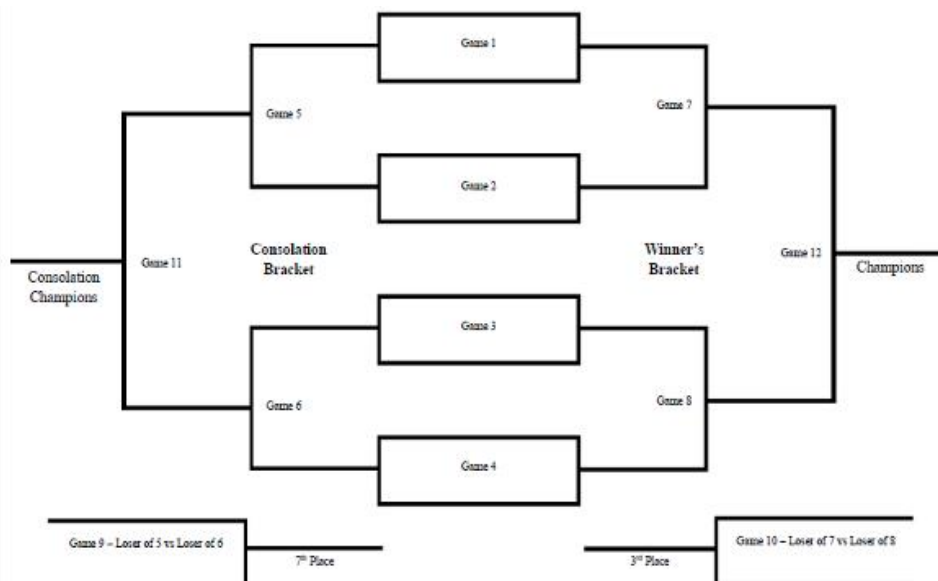 Game 1
Game 5
Game 7
Game 2
Consolation
Bracket
Winner's
Bracket
Game 11
Game 12
Consolation
Champions
Champions
Game 3
Game 6
Game 8
Game 4
Game 9 – Loser of 5 vs Loser of 6
7th Place
3rd Place
Game 10 – Loser of 7 vs Loser of 8